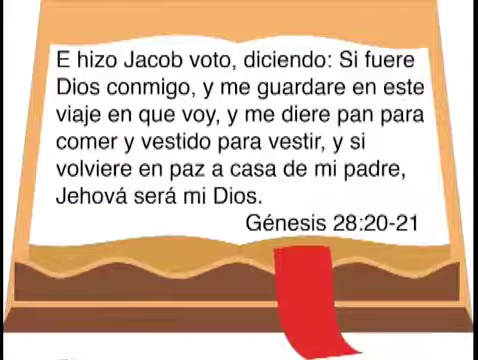 E hizo Jacob voto, diciendo: Si fuere
Dios conmigo, y me guardare en este
viaje en que voy, y me diere pan para
comer y vestido para vestir, y si
volviere en paz a casa de mi padre,
Jehová será mi Dios.
Génesis 28:20-21